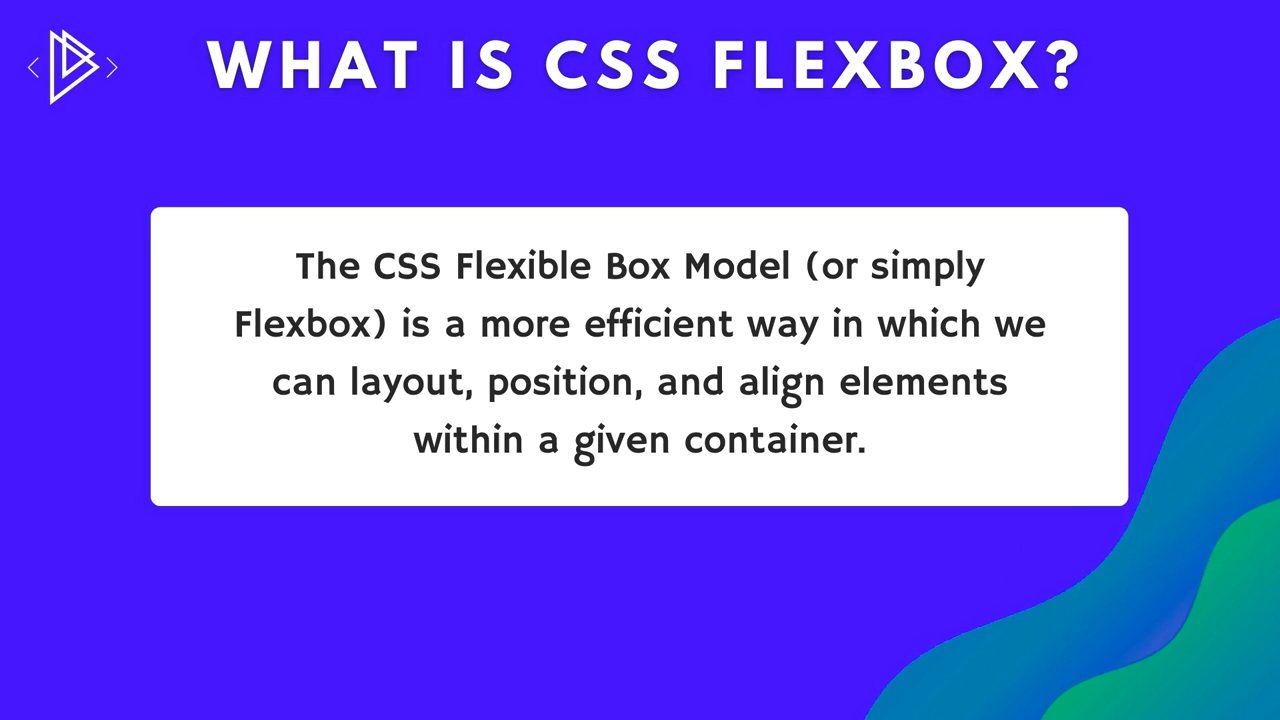 WHAT IS CSS FLEXBOX?
The CSS Flexible Box Model (or simply
Flexbox) is a more efficient way in which we
can layout, position, and align elements
within a given container.